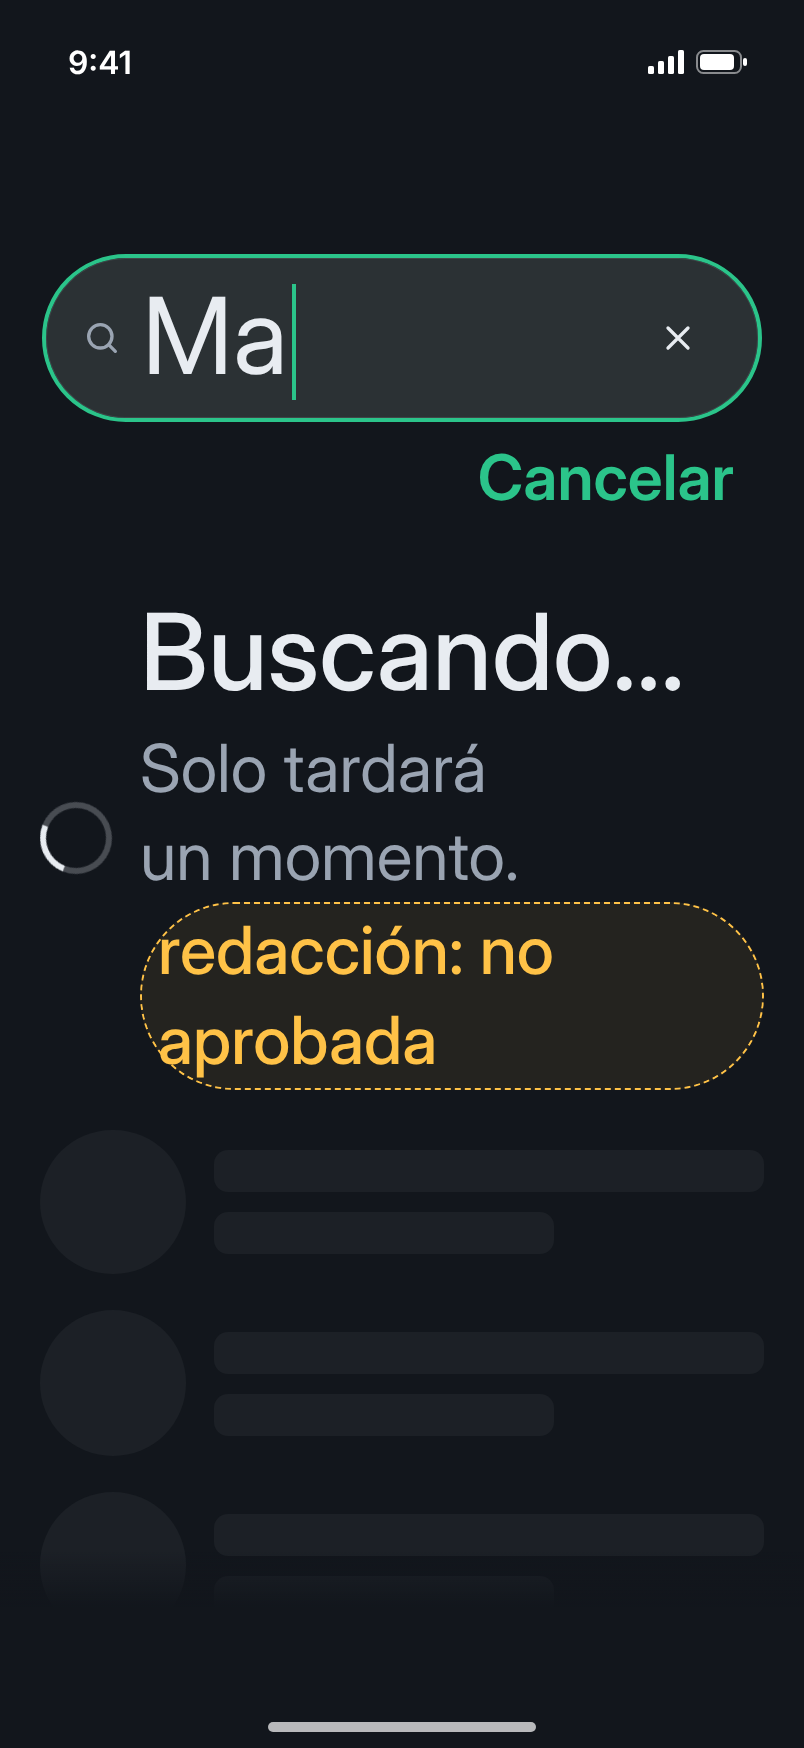 9:41
Ma
Cancelar
Buscando...
Solo tardará
un momento.
redacción: no
aprobada